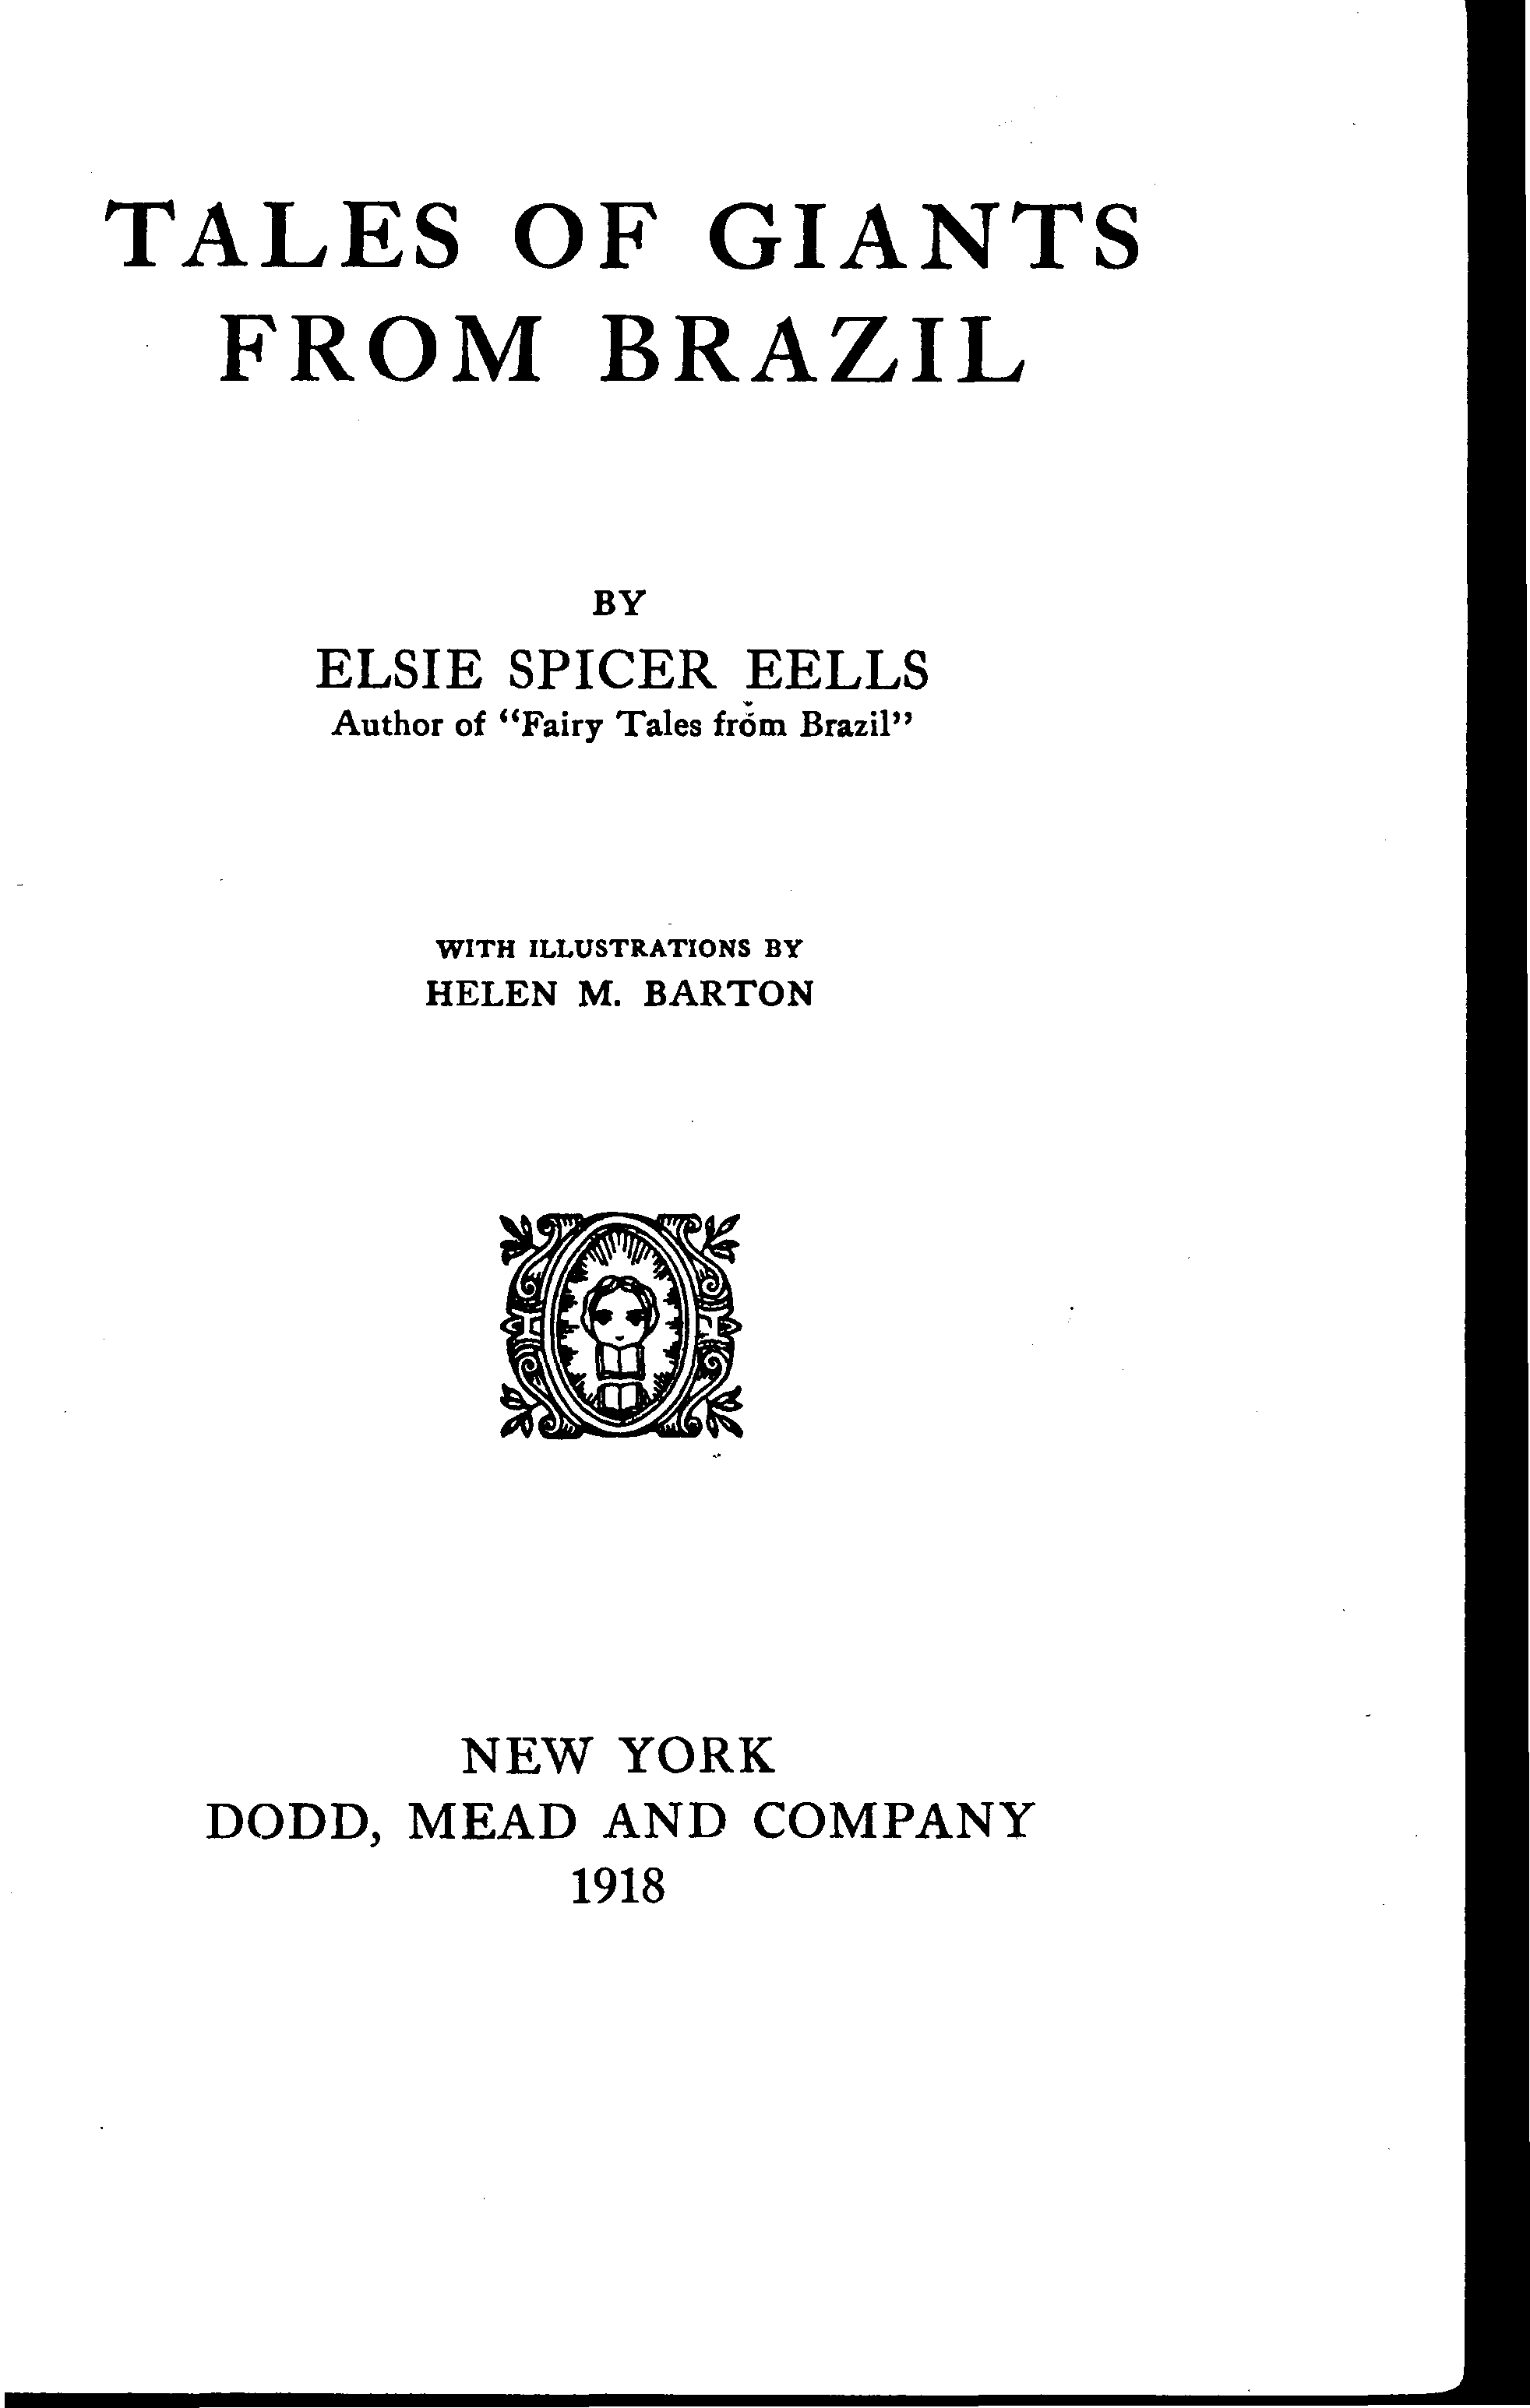 TALES OF GIANTS
FROM BRAZIL
BY
ELSIE SPICER EELLS
Author of “Fairy Tales from Brazil”
WITH ILLUSTRATIONS BY
HELEN M. BARTON
NEW YORK
DODD, MEAD AND COMPANY
1918